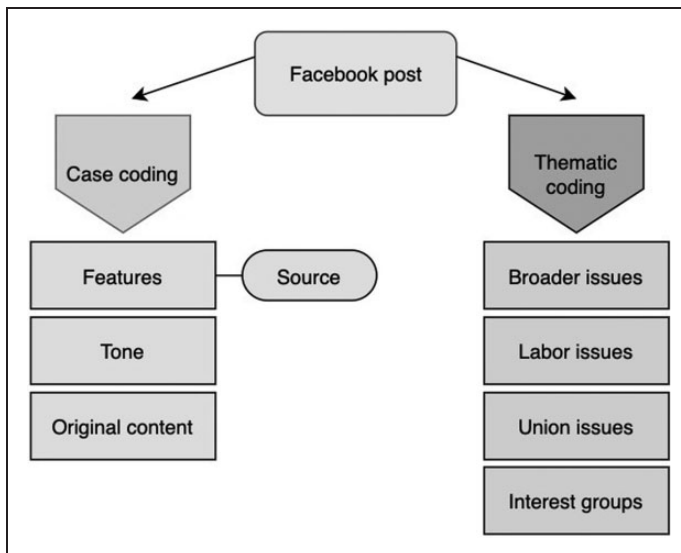 Facebook post
Case coding
Thematic
coding
Features
Source
Broader issues
Tone
Labor issues
Original content
Union issues
Interest groups